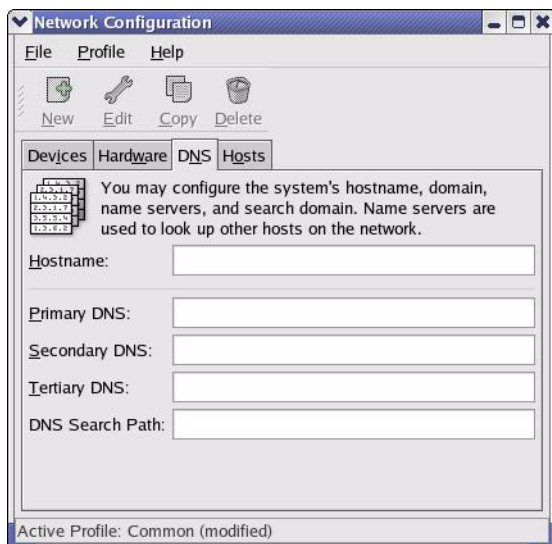 Network Configuration
File Profile Help
New Edit Copy Delete
Devices Hardware DNS Hosts
You may configure the system's hostname, domain,
name servers, and search domain. Name servers are
used to look up other hosts on the network.
Hostname:
Primary DNS:
Secondary DNS:
Tertiary DNS:
DNS Search Path:
Active Profile: Common (modified)